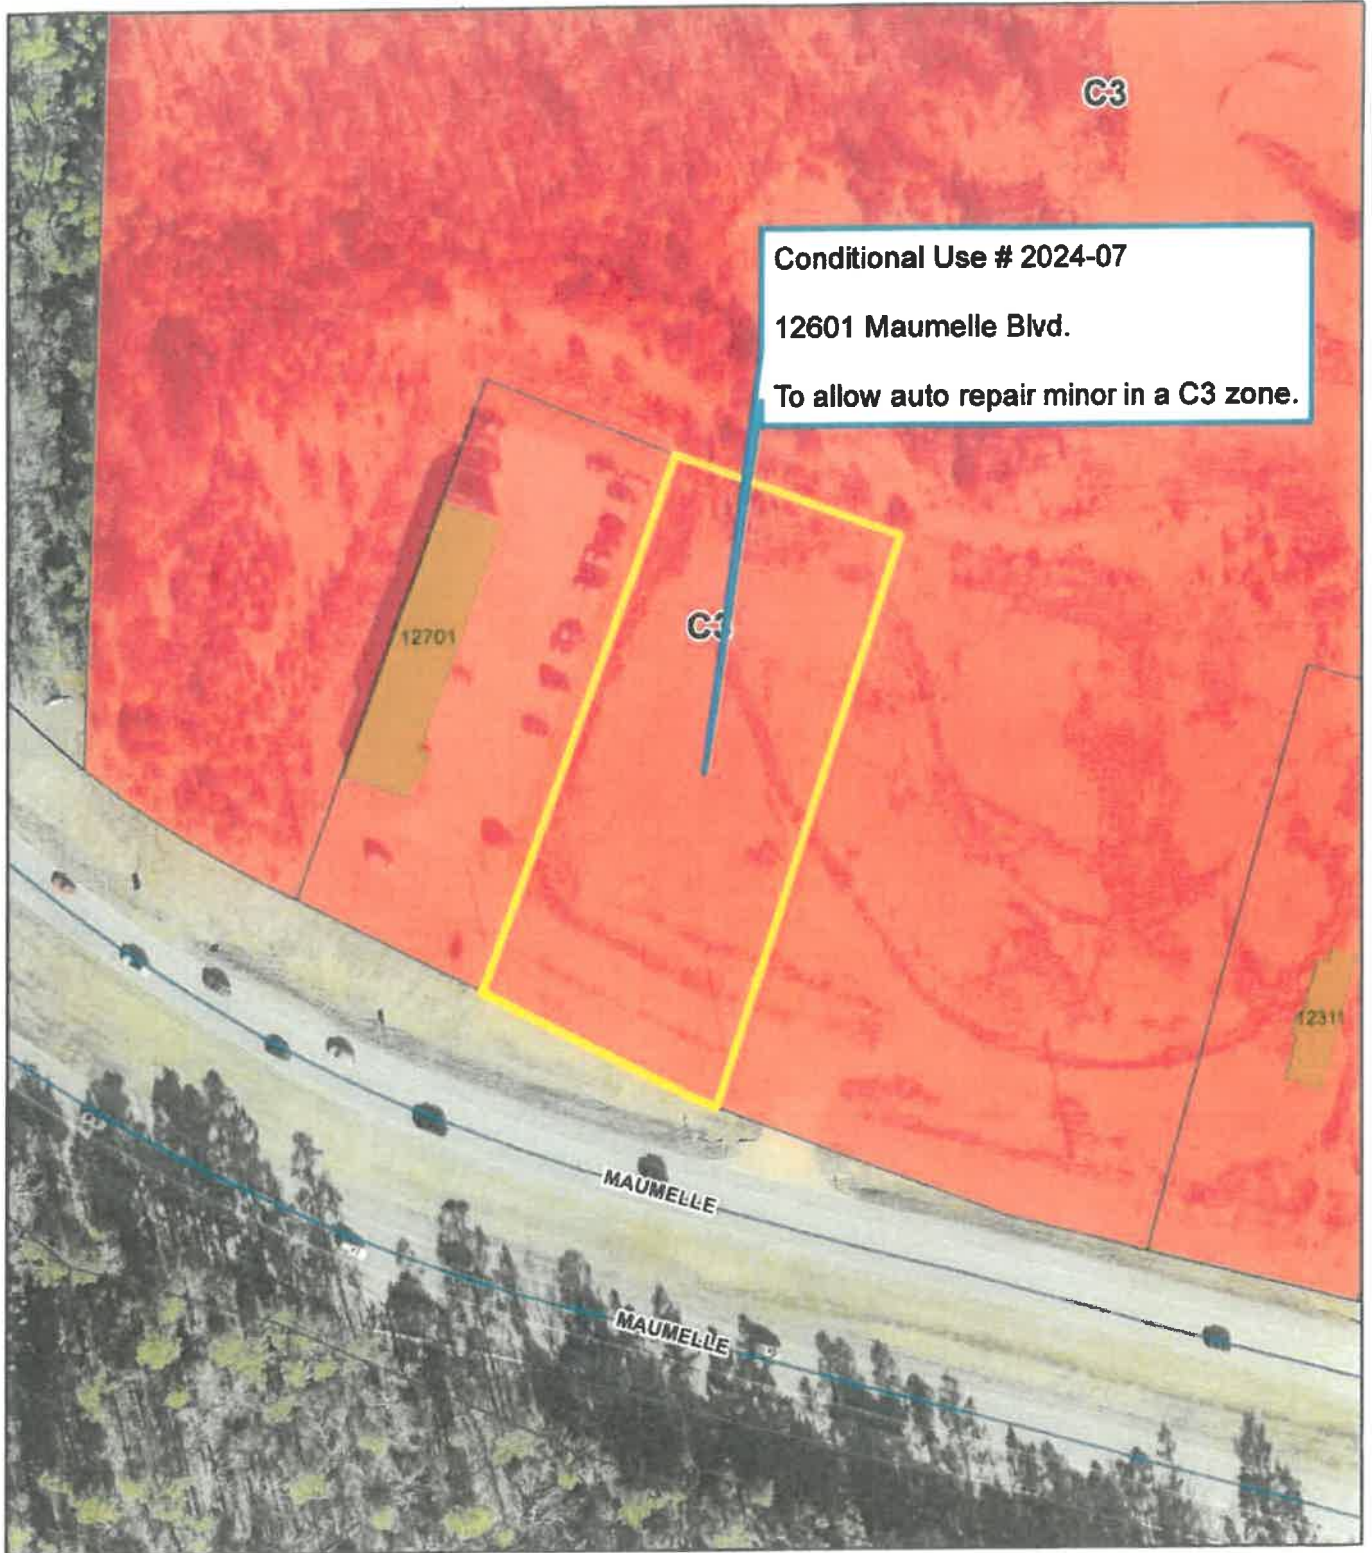 C3
Conditional Use # 2024-07
12601 Maumelle Blvd.
To allow auto repair minor in a C3 zone.
C3
12701
12311
MAUMELLE
MAUMELLE